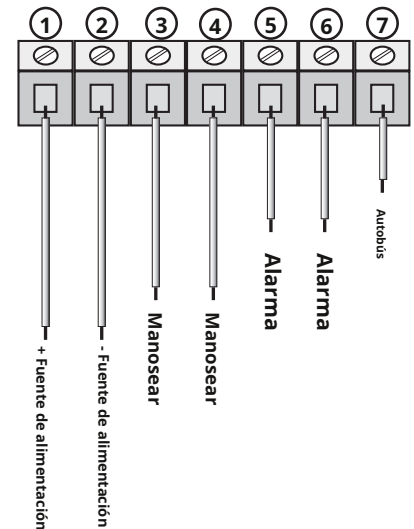 1 2 3 4 5 6 7
+ Fuente de alimentación
- Fuente de alimentación
Manosear
Manosear
Alarma
Alarma
Autobús